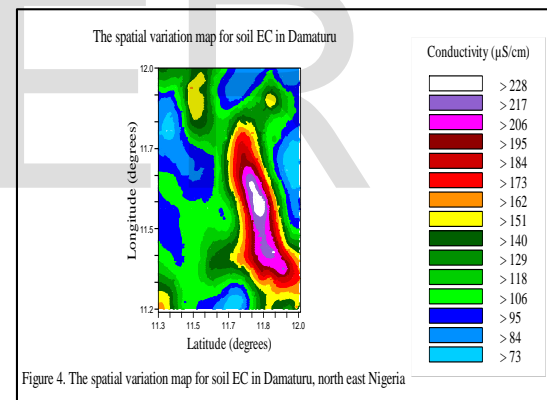 ER
The spatial variation map for soil EC in Damaturu
Conductivity (µS/cm)
> 228
> 217
> 206
> 195
> 184
> 173
> 162
> 151
> 140
> 129
> 118
> 106
> 95
> 84
> 73
Longitude (degrees)
12.0
11.7
11.5
11.2
11.3 11.5 11.7 11.8 12.0
Latitude (degrees)
Figure 4. The spatial variation map for soil EC in Damaturu, north east Nigeria